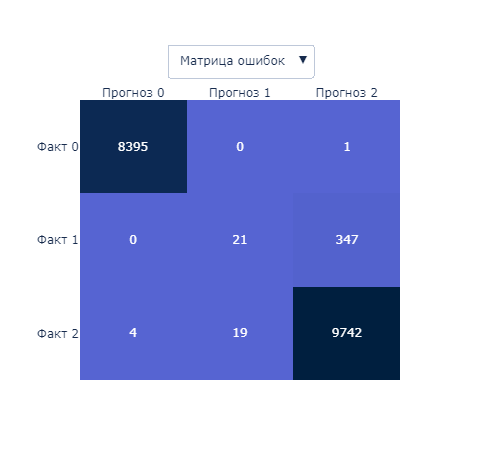 Матрица ошибок ▼
Прогноз 0 Прогноз 1 Прогноз 2
Факт 0 8395 0 1
Факт 1 0 21 347
Факт 2 4 19 9742